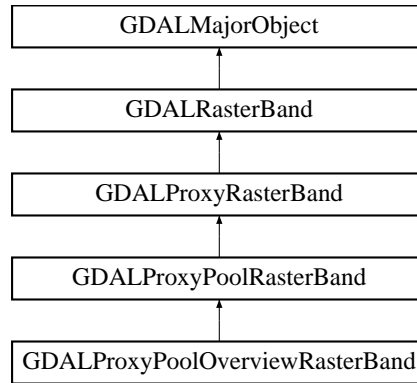 GDALMajorObject
GDALRasterBand
GDALProxyRasterBand
GDALProxyPoolRasterBand
GDALProxyPoolOverviewRasterBand